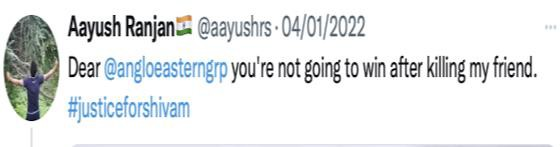 Aayush Ranjan🇮🇳 @aayushrs · 04/01/2022
Dear @angloeasterngrp you're not going to win after killing my friend.
#justiceforshivam